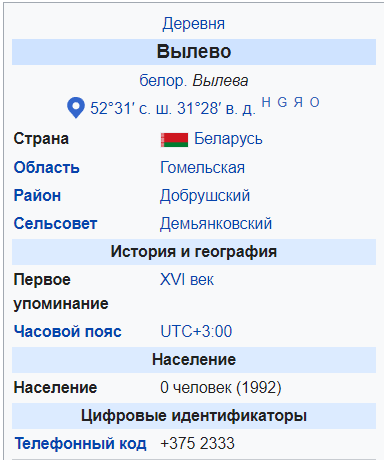 Деревня
Вылево
белор. Вылева
52°31′ с. ш. 31°28′ в. д. H G Я O
Страна Беларусь
Область Гомельская
Район Добрушский
Сельсовет Демьянковский
История и география
Первое XVI век
упоминание
Часовой пояс UTC+3:00
Население
Население 0 человек (1992)
Цифровые идентификаторы
Телефонный код +375 2333